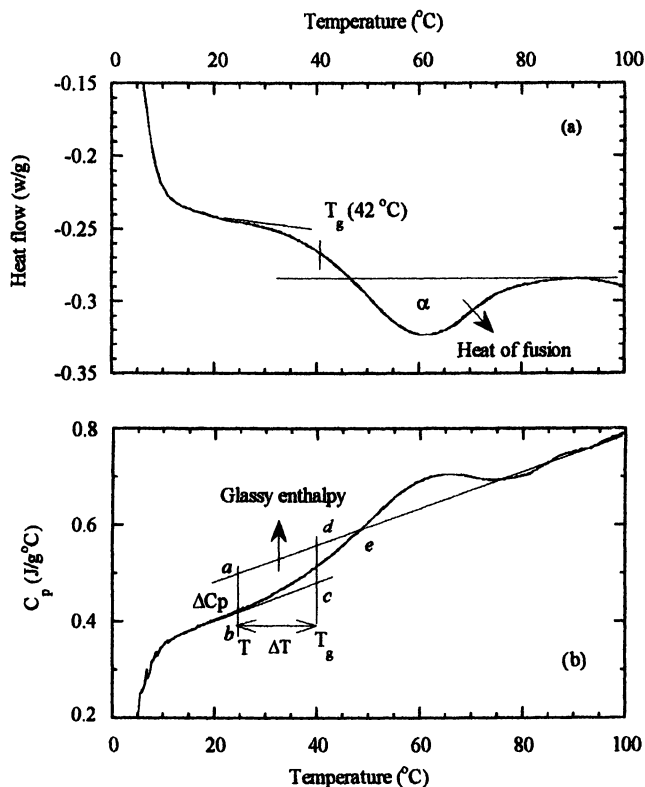 Temperature (°C)
0 20 40 60 80 100
-0.15
(a)
-0.2
Tg (42 °C)
-0.25
Heat flow (w/g)
-0.3
α
Heat of fusion
-0.35
0.8
Glassy enthalpy
d
0.6
a
e
Cp (J/g°C)
c
ΔCp
0.4
b T ΔT Tg
(b)
0.2
0 20 40 60 80 100
Temperature (°C)